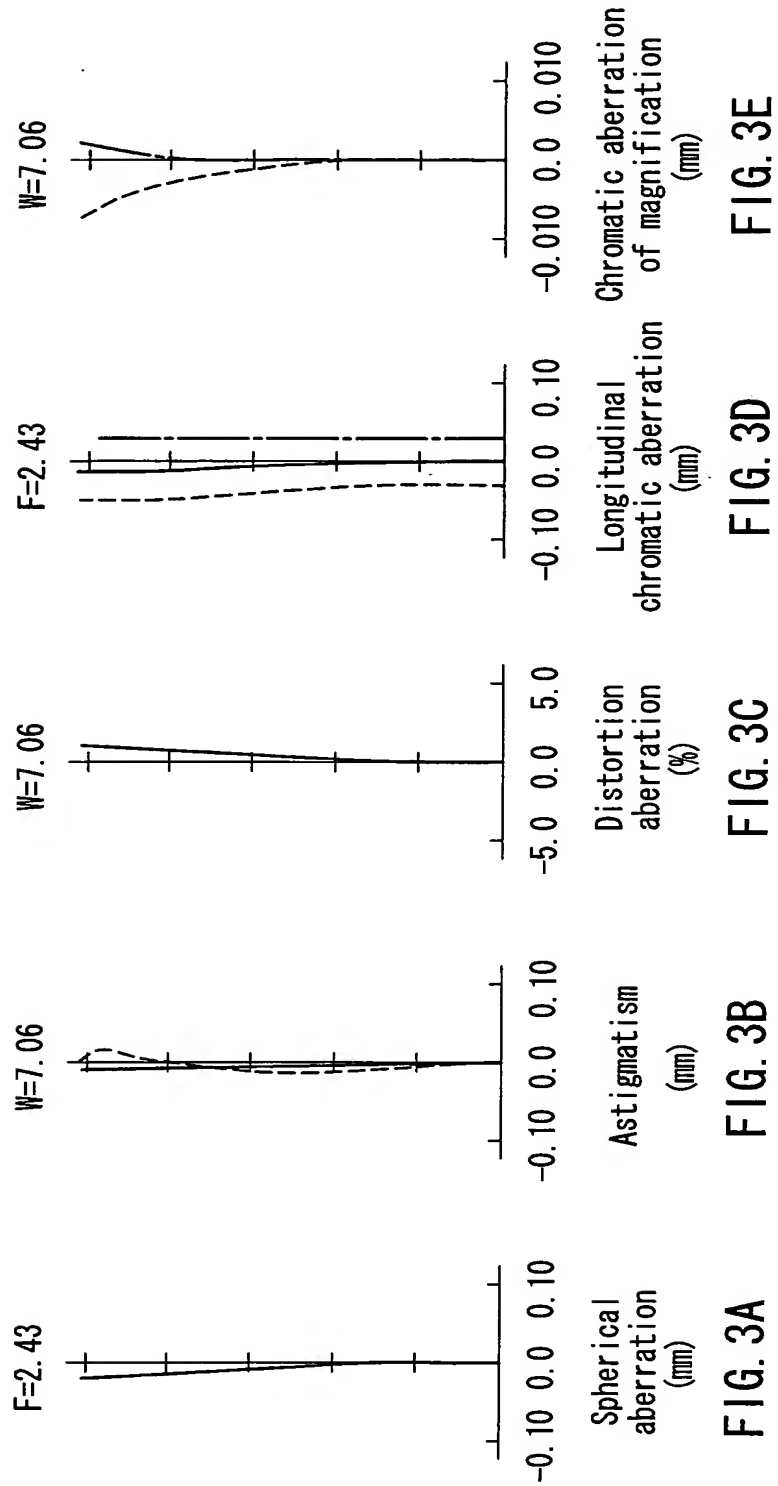 F=2.43
-0.10 0.0 0.10
Spherical
aberration
(mm)
FIG. 3A
W=7.06
-0.10 0.0 0.10
Astigmatism
(mm)
FIG. 3B
W=7.06
-5.0 0.0 5.0
Distortion
aberration
(%)
FIG. 3C
F=2.43
-0.10 0.0 0.10
Longitudinal
chromatic aberration
(mm)
FIG. 3D
W=7.06
-0.010 0.0 0.010
Chromatic aberration
of magnification
(mm)
FIG. 3E